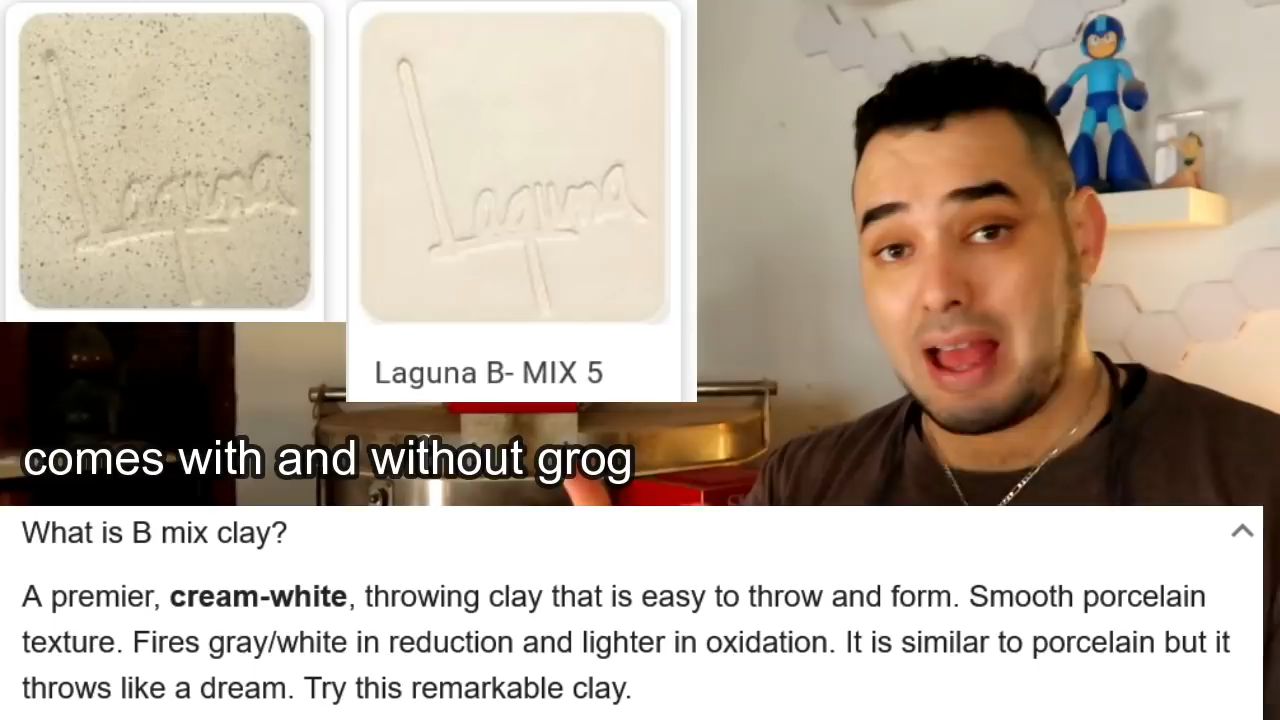 Laguna
Laguna
Laguna B- MIX 5
comes with and without grog
What is B mix clay?
A premier, cream-white, throwing clay that is easy to throw and form. Smooth porcelain
texture. Fires gray/white in reduction and lighter in oxidation. It is similar to porcelain but it
throws like a dream. Try this remarkable clay.